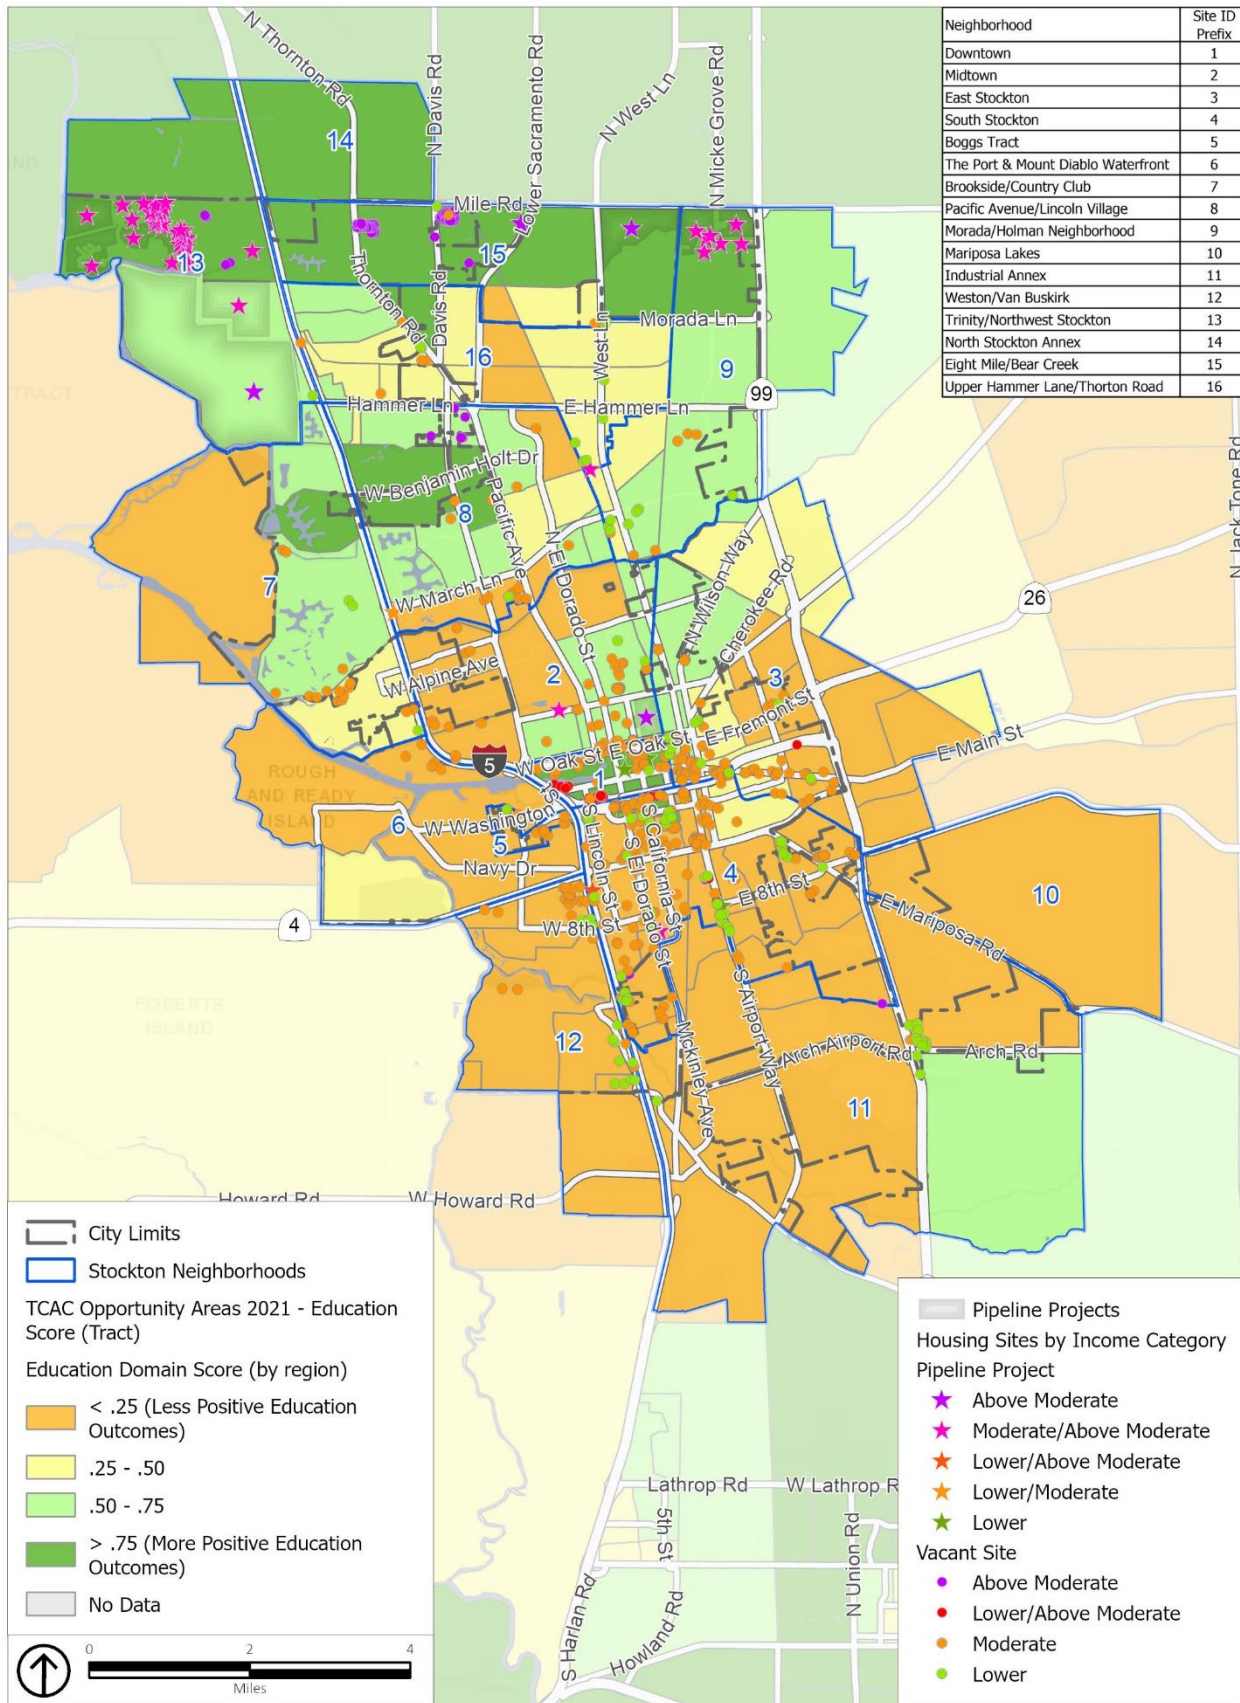 Neighborhood
Site ID
Prefix
Downtown 1
Midtown 2
East Stockton 3
South Stockton 4
Boggs Tract 5
The Port & Mount Diablo Waterfront 6
Brookside/Country Club 7
Pacific Avenue/Lincoln Village 8
Morada/Holman Neighborhood 9
Mariposa Lakes 10
Industrial Annex 11
Weston/Van Buskirk 12
Trinity/Northwest Stockton 13
North Stockton Annex 14
Eight Mile/Bear Creek 15
Upper Hammer Lane/Thorton Road 16
N Thornton Rd
N Davis Rd
Lower Sacramento Rd
N West Ln
N Micke Grove Rd
14
Mile Rd
13
15
Thornton Rd
Davis Rd
16
West Ln
Morada Ln
9
99
TRACT
Hammer Ln
E Hammer Ln
W Benjamin Holt Dr
8
Pacific Ave
N El Dorado St
N Wilson Way
Cherokee Rd
N Jack Tone Rd
7
W March Ln
26
2
3
W Alpine Ave
E Fremont St
E Main St
W Oak St
E Oak St
5
1
ROUGH
AND READY
ISLAND
6
W Washington St
5
Navy Dr
S Lincoln St
S El Dorado St
S California St
4
E 8th St
10
E Mariposa Rd
4
W 8th St
ROBERTS
ISLAND
12
S Airport Way
Mckinley Ave
Arch Airport Rd
Arch Rd
11
Howard Rd
W Howard Rd
Lathrop Rd
W Lathrop R
5th St
N Union Rd
S Harlan Rd
Howland Rd
City Limits
Stockton Neighborhoods
TCAC Opportunity Areas 2021 - Education
Score (Tract)
Education Domain Score (by region)
< .25 (Less Positive Education
Outcomes)
.25 - .50
.50 - .75
> .75 (More Positive Education
Outcomes)
No Data
0 2 4
Miles
Pipeline Projects
Housing Sites by Income Category
Pipeline Project
Above Moderate
Moderate/Above Moderate
Lower/Above Moderate
Lower/Moderate
Lower
Vacant Site
Above Moderate
Lower/Above Moderate
Moderate
Lower